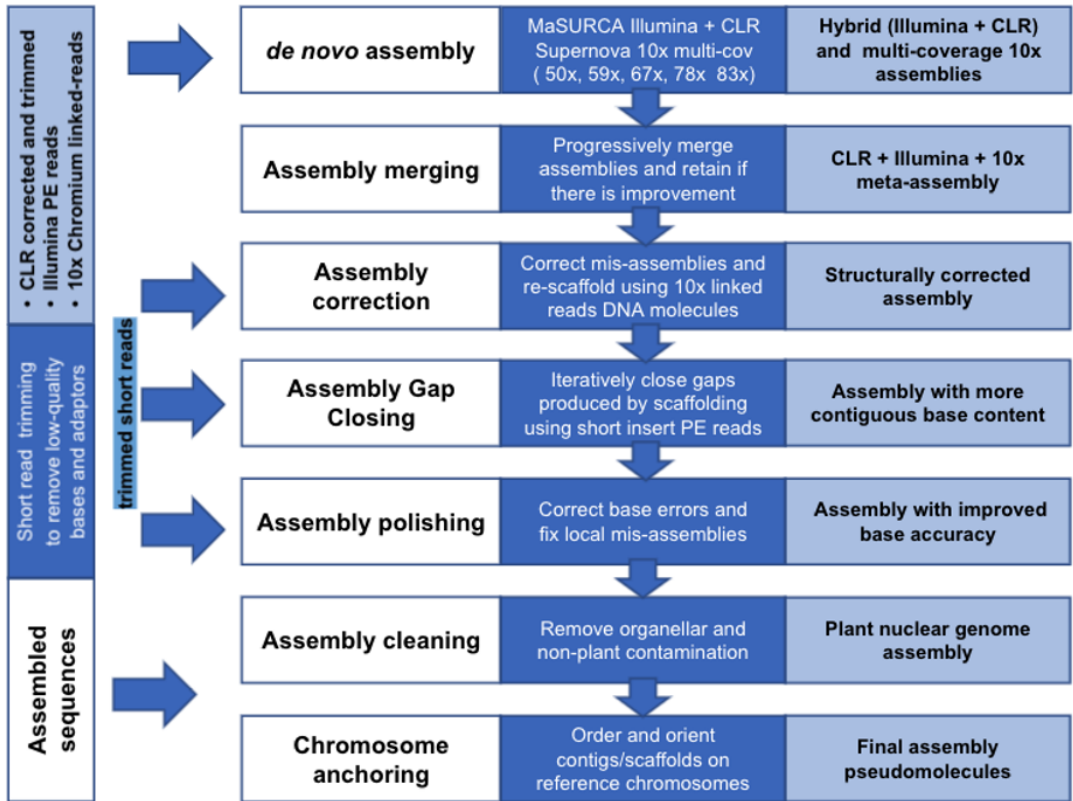 • CLR corrected and trimmed
• Illumina PE reads
• 10x Chromium linked-reads
Short read trimming
to remove low-quality
bases and adaptors
Assembled
sequences
trimmed short reads
de novo assembly
MaSURCA Illumina + CLR
Supernova 10x multi-cov
( 50x, 59x, 67x, 78x 83x)
Hybrid (Illumina + CLR)
and multi-coverage 10x
assemblies
Assembly merging
Progressively merge
assemblies and retain if
there is improvement
CLR + Illumina + 10x
meta-assembly
Assembly
correction
Correct mis-assemblies and
re-scaffold using 10x linked
reads DNA molecules
Structurally corrected
assembly
Assembly Gap
Closing
Iteratively close gaps
produced by scaffolding
using short insert PE reads
Assembly with more
contiguous base content
Assembly polishing
Correct base errors and
fix local mis-assemblies
Assembly with improved
base accuracy
Assembly cleaning
Remove organellar and
non-plant contamination
Plant nuclear genome
assembly
Chromosome
anchoring
Order and orient
contigs/scaffolds on
reference chromosomes
Final assembly
pseudomolecules